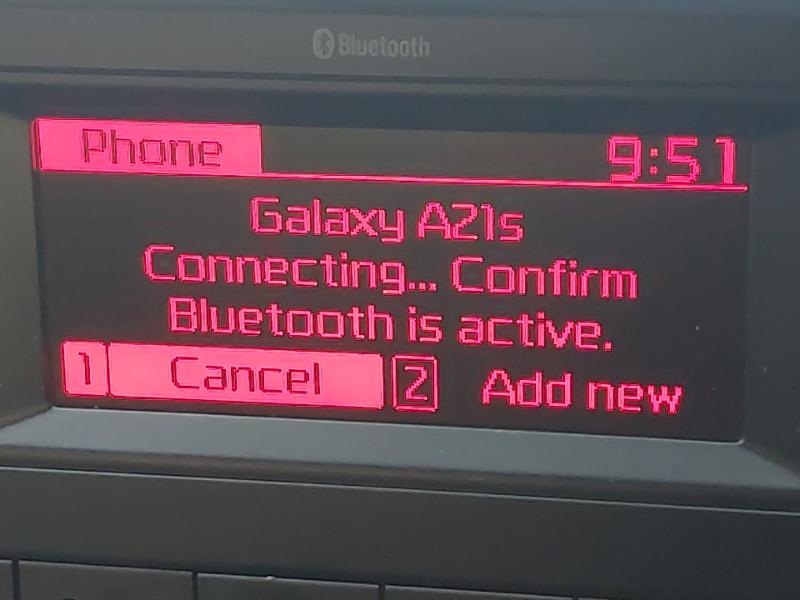 Bluetooth
Phone 9:51
Galaxy A21s
Connecting... Confirm
Bluetooth is active.
1 Cancel 2 Add new